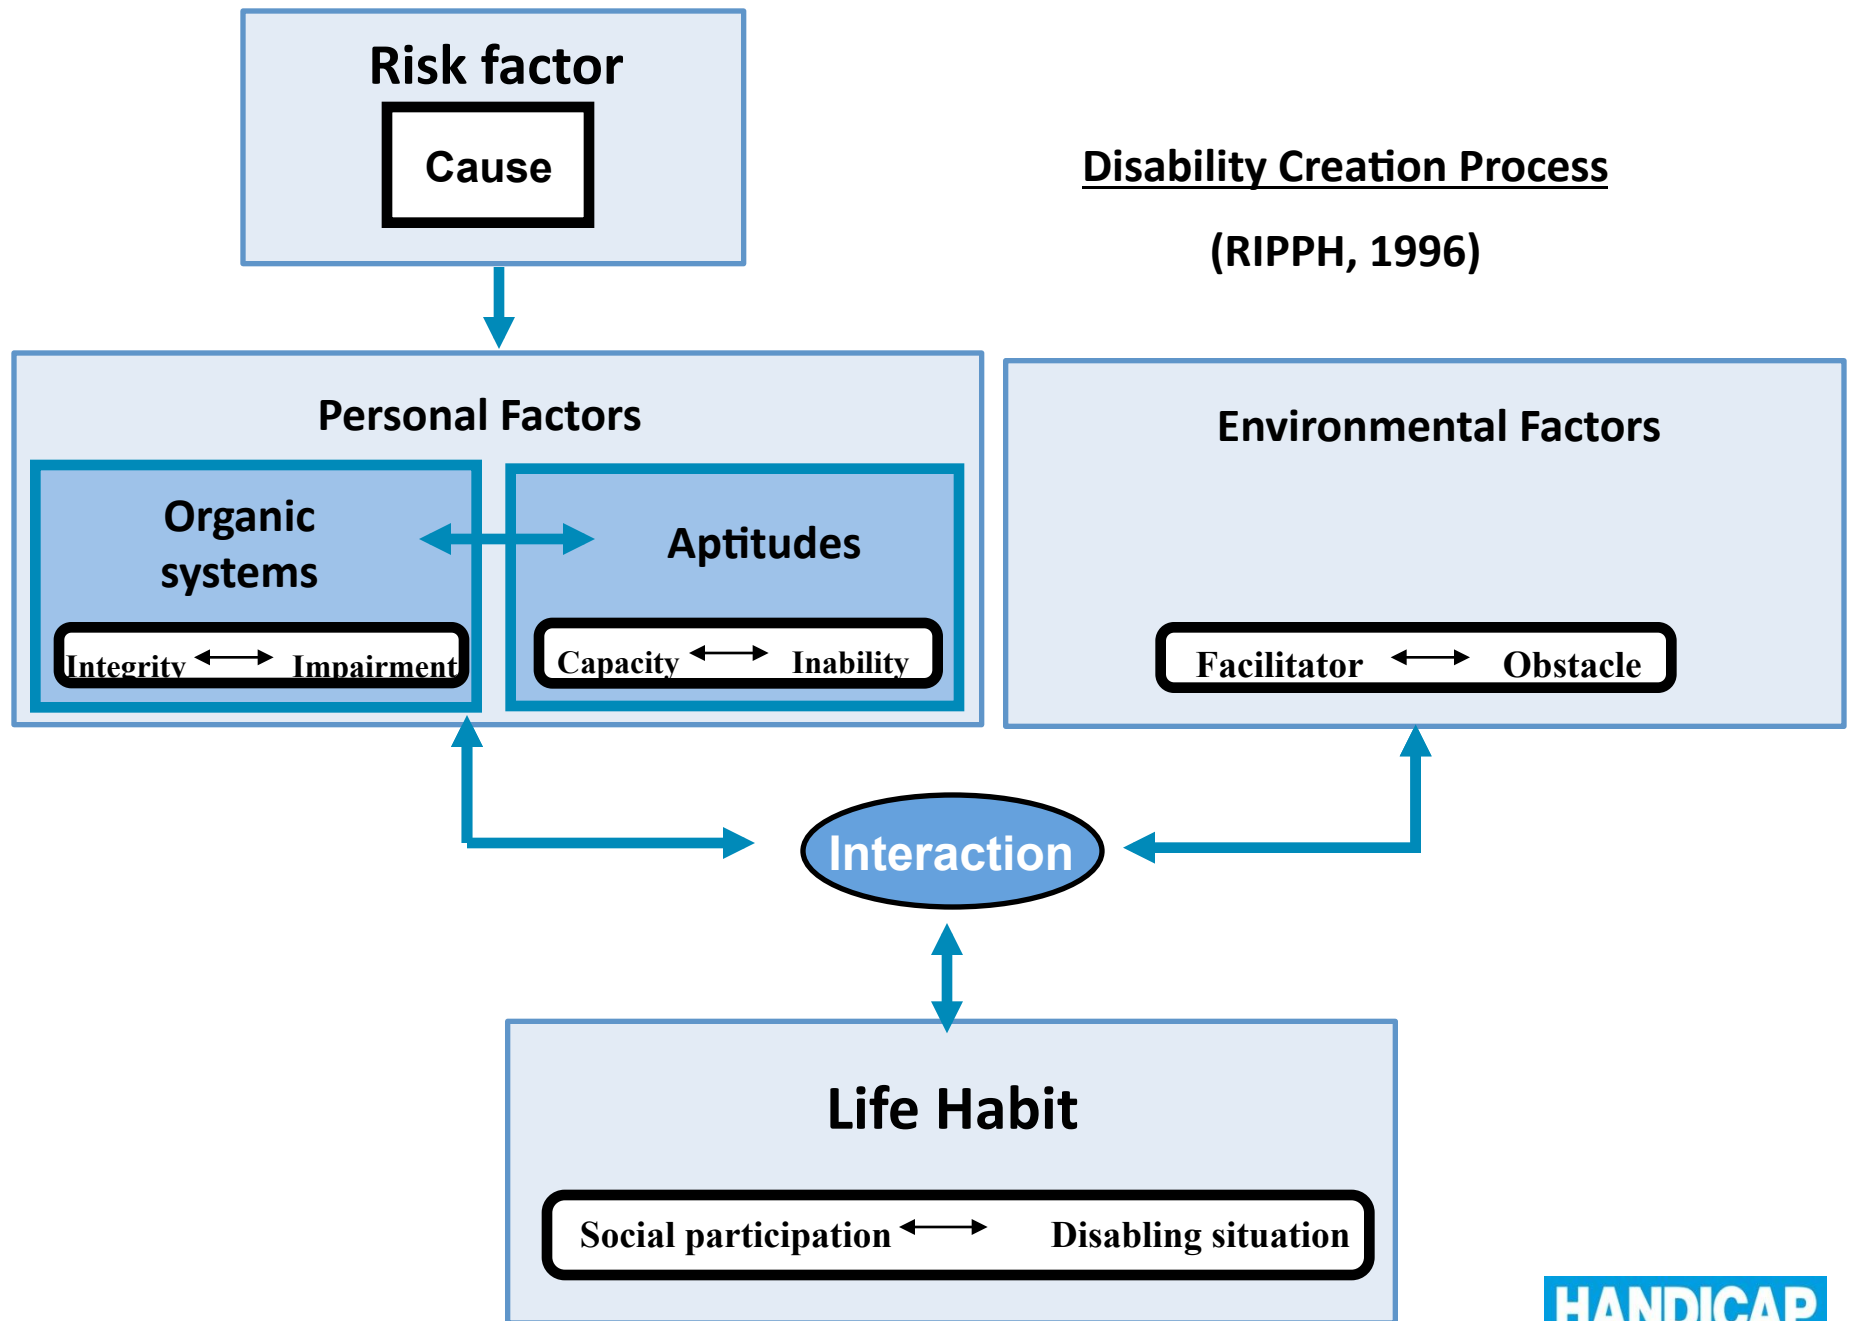 Risk factor
Cause
Disability Creation Process
(RIPPH, 1996)
Personal Factors
Organic
systems
Aptitudes
Integrity Impairment
Capacity Inability
Environmental Factors
Facilitator Obstacle
Interaction
Life Habit
Social participation Disabling situation
HANDICAP